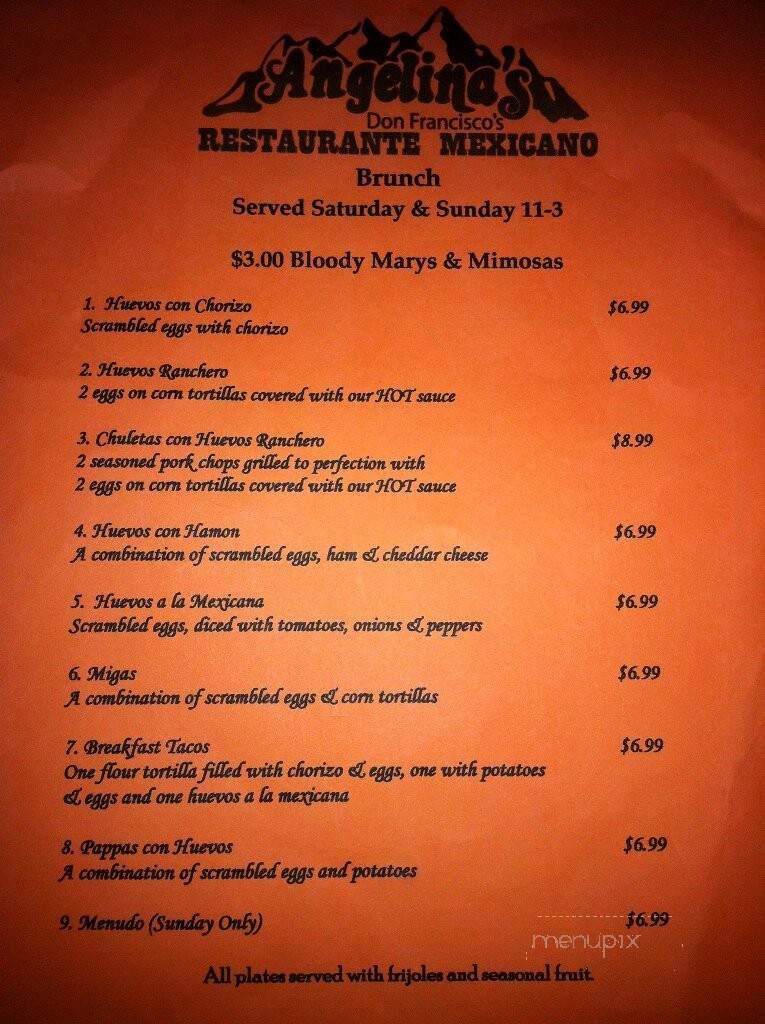 Angelina's
Don Francisco's
RESTAURANTE MEXICANO
Brunch
Served Saturday & Sunday 11-3
$3.00 Bloody Marys & Mimosas
1. Huevos con Chorizo $6.99
Scrambled eggs with chorizo
2. Huevos Ranchero $6.99
2 eggs on corn tortillas covered with our HOT sauce
3. Chuletas con Huevos Ranchero $8.99
2 seasoned pork chops grilled to perfection with
2 eggs on corn tortillas covered with our HOT sauce
4. Huevos con Hamon $6.99
A combination of scrambled eggs, ham & cheddar cheese
5. Huevos a la Mexicana $6.99
Scrambled eggs, diced with tomatoes, onions & peppers
6. Migas $6.99
A combination of scrambled eggs & corn tortillas
7. Breakfast Tacos $6.99
One flour tortilla filled with chorizo & eggs, one with potatoes
& eggs and one huevos a la mexicana
8. Pappas con Huevos $6.99
A combination of scrambled eggs and potatoes
9. Menudo (Sunday Only) $6.99
menupix
All plates served with frijoles and seasonal fruit.